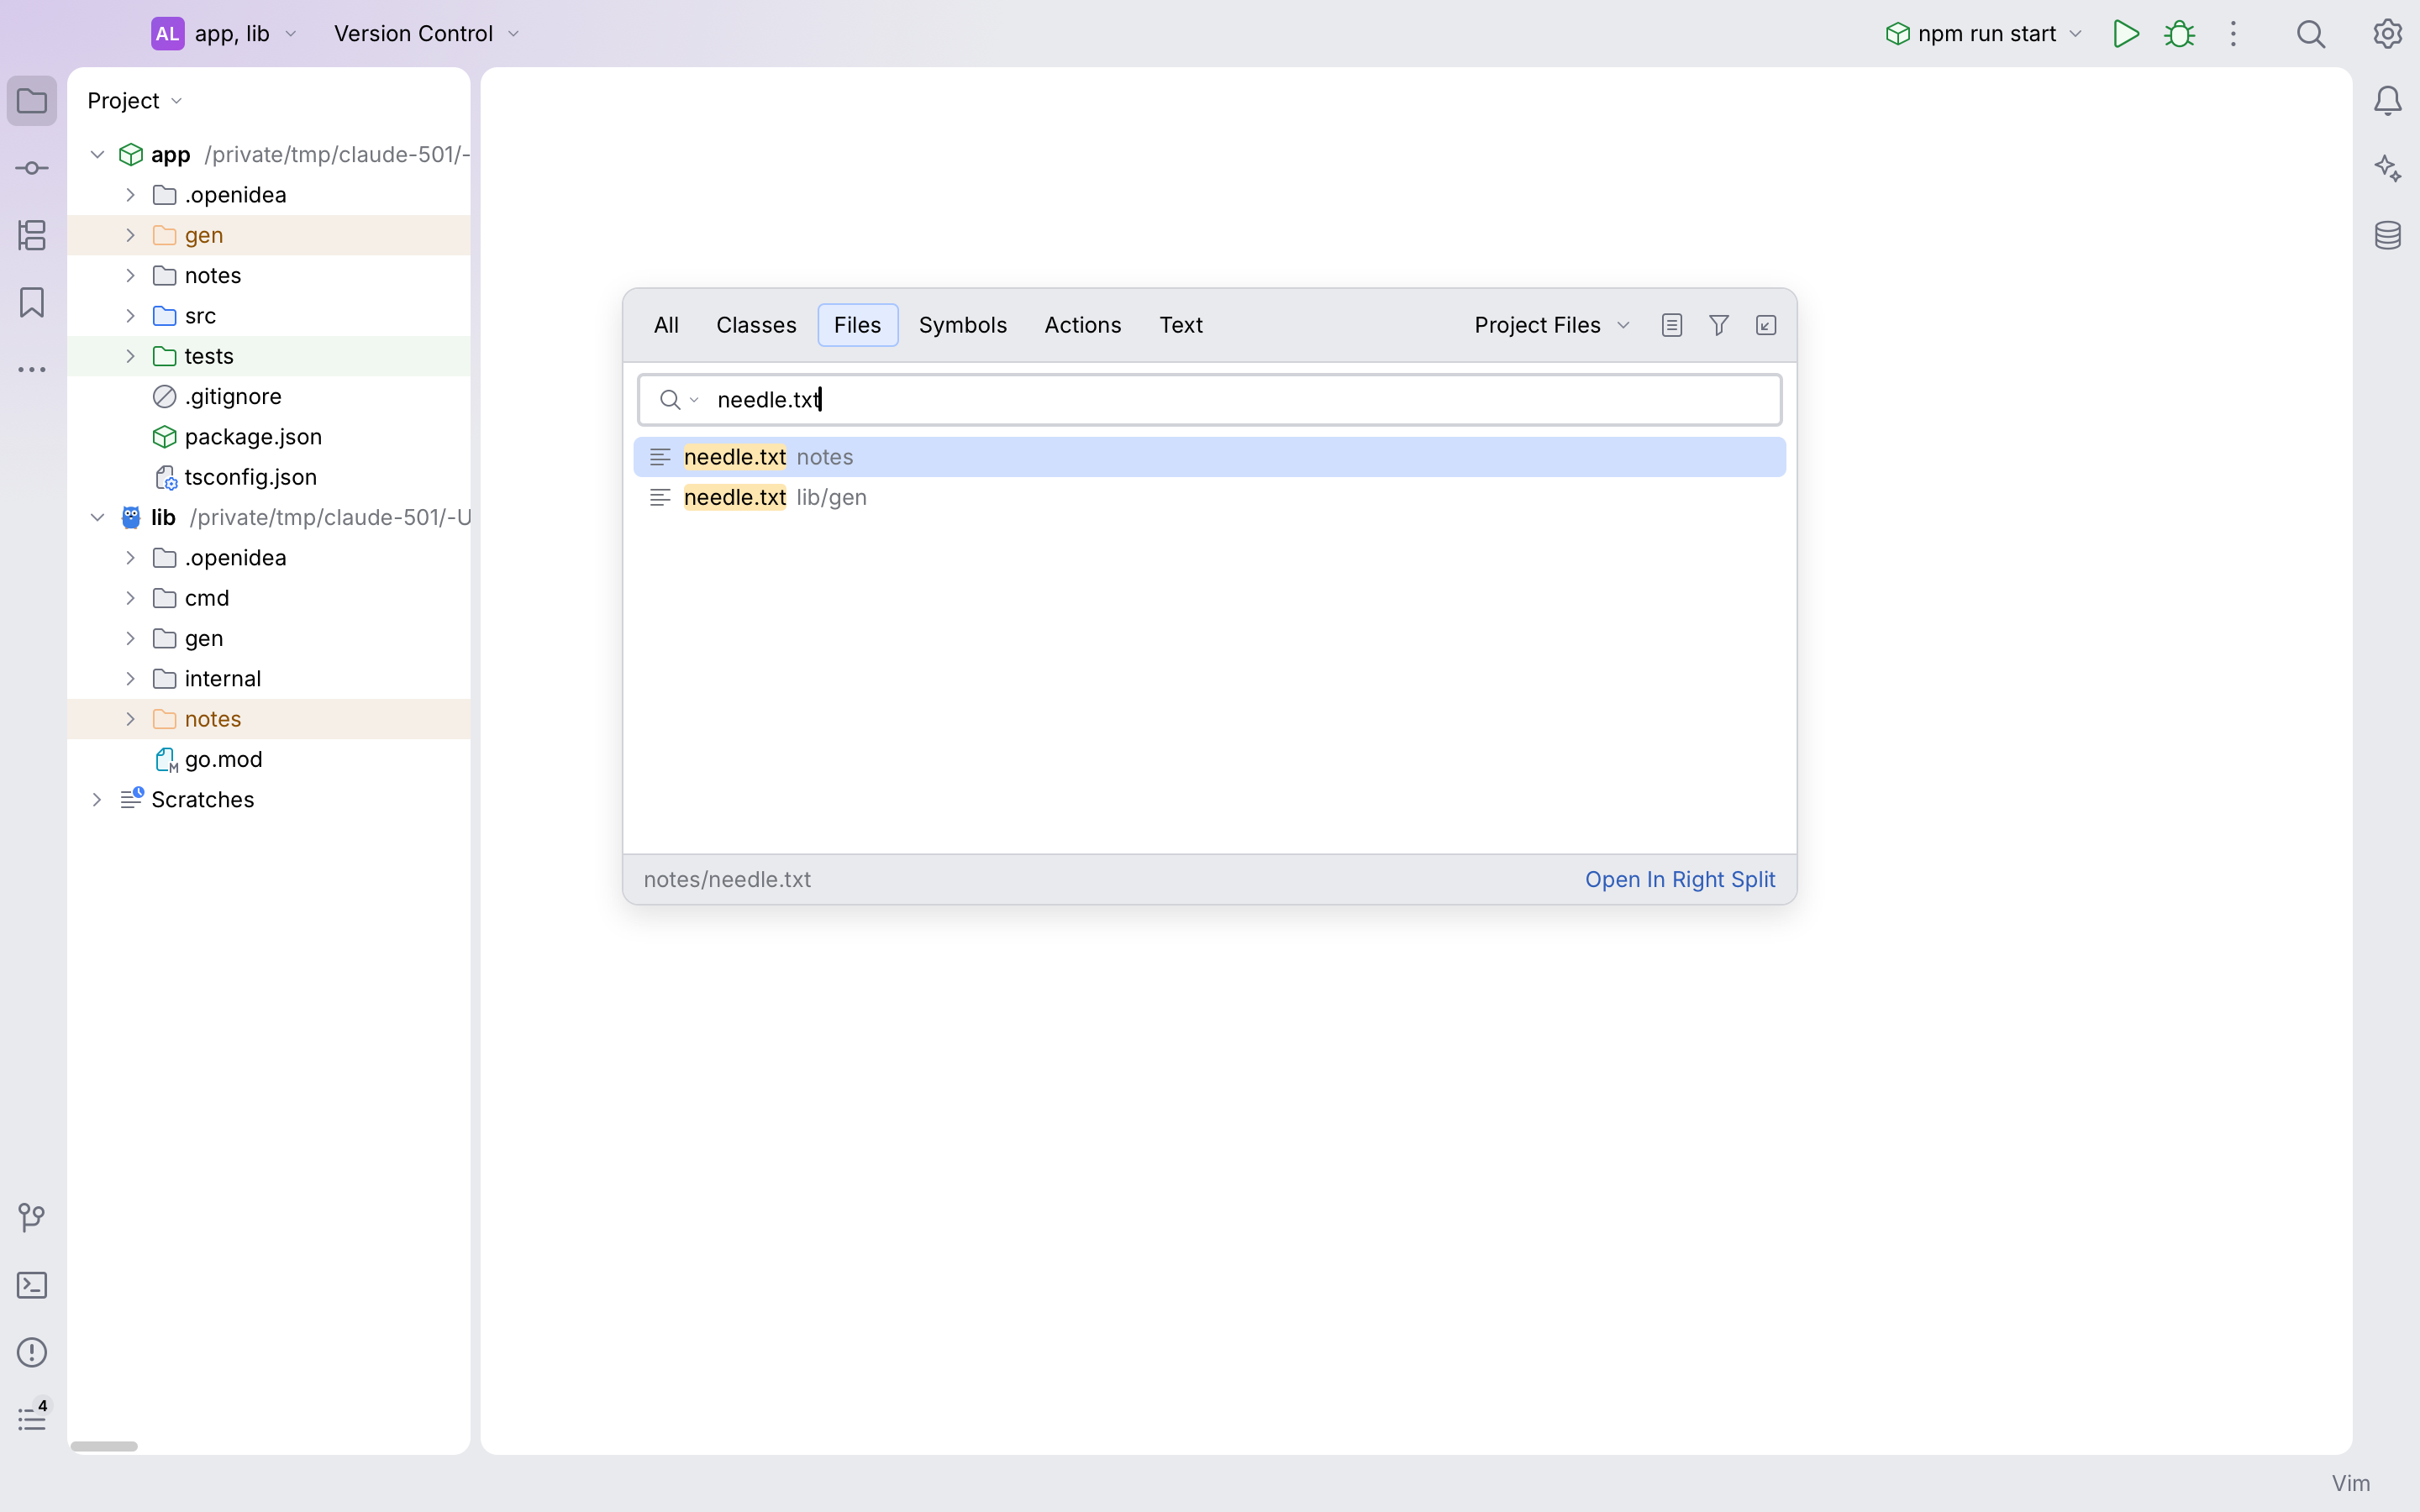 AL app, lib Version Control npm run start
Project
app /private/tmp/claude-501/-
.openidea
gen
notes
src
tests
.gitignore
package.json
tsconfig.json
lib /private/tmp/claude-501/-U
.openidea
cmd
gen
internal
notes
go.mod
Scratches
All Classes Files Symbols Actions Text Project Files
needle.txt
needle.txt notes
needle.txt lib/gen
notes/needle.txt Open In Right Split
4
Vim